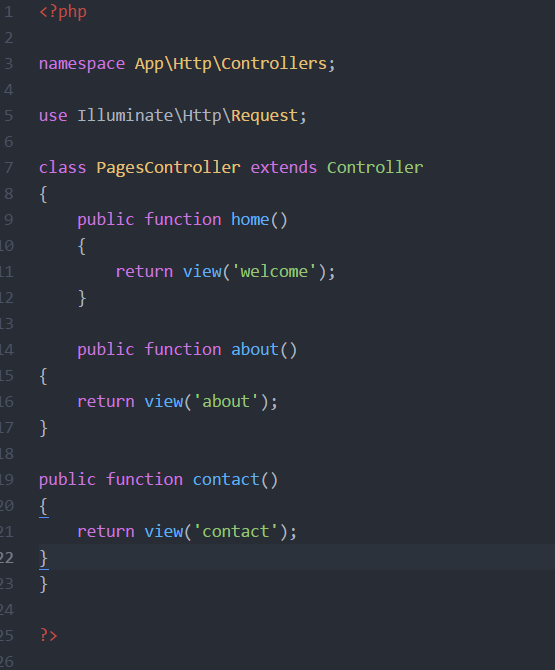 1 <?php
2
3 namespace App\Http\Controllers;
4
5 use Illuminate\Http\Request;
6
7 class PagesController extends Controller
8 {
9     public function home()
10     {
11         return view('welcome');
12     }
13
14     public function about()
15 {
16     return view('about');
17 }
18
19 public function contact()
20 {
21     return view('contact');
22 }
23 }
24
25 ?>
26